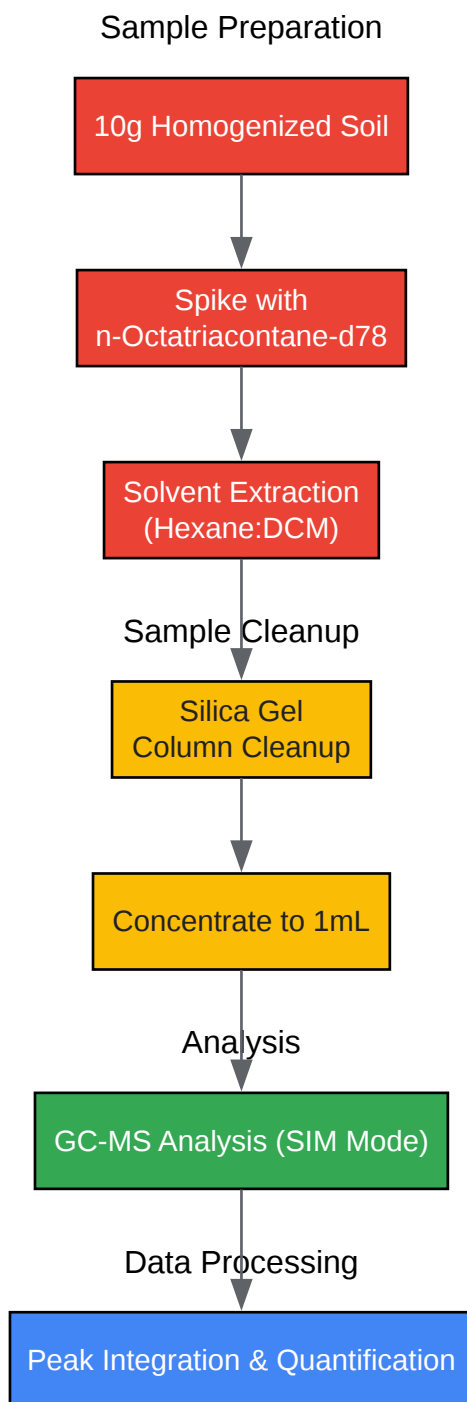 Sample Preparation
10g Homogenized Soil
Spike with
n-Octatriacontane-d78
Solvent Extraction
(Hexane:DCM)
Sample Cleanup
Silica Gel
Column Cleanup
Concentrate to 1mL
Analysis
GC-MS Analysis (SIM Mode)
Data Processing
Peak Integration & Quantification